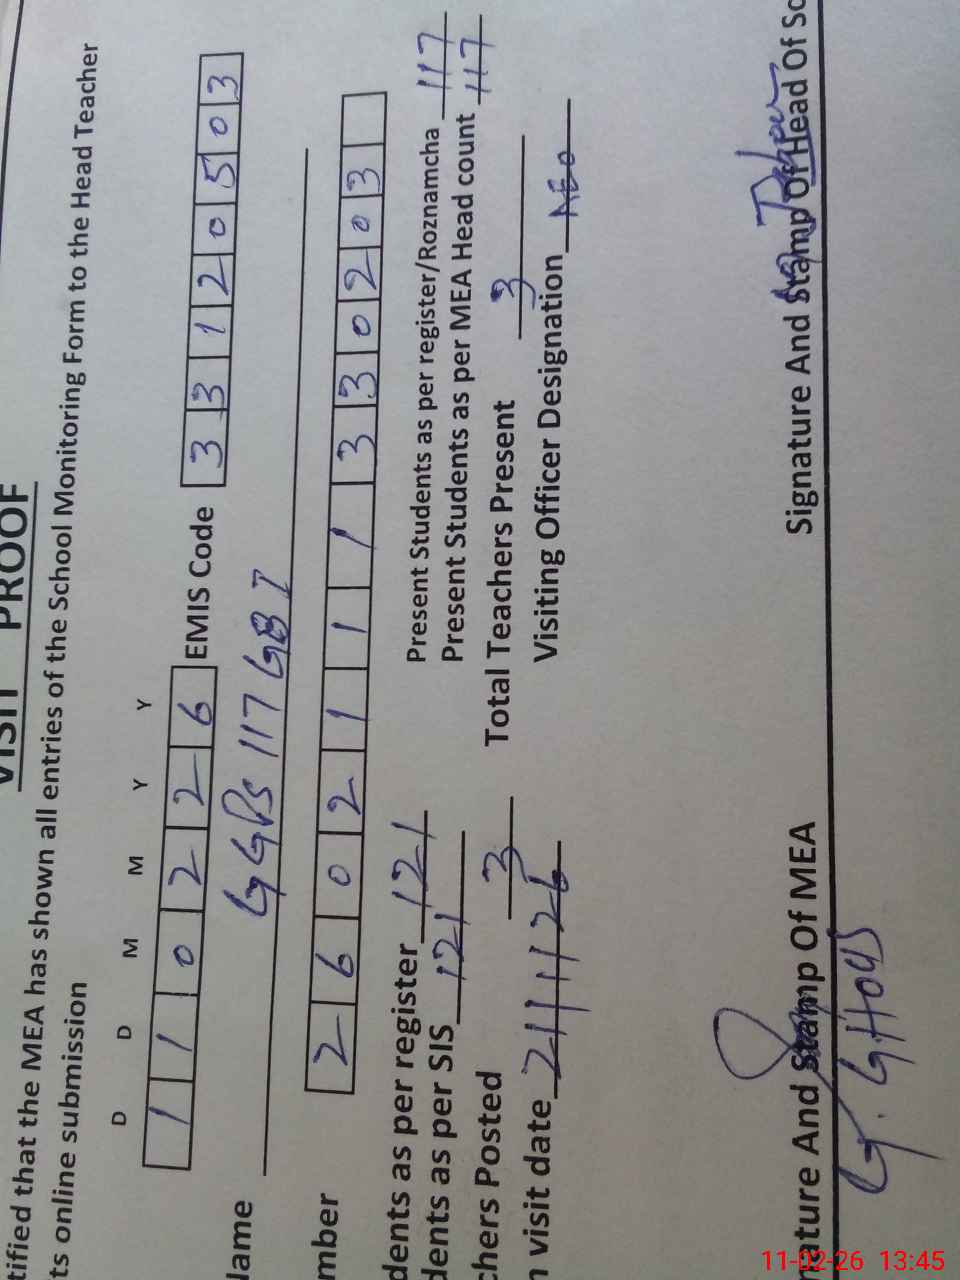 VISIT PROOF
tified that the MEA has shown all entries of the School Monitoring Form to the Head Teacher
ts online submission
D D M M Y Y
1 1 0 2 2 6 EMIS Code 3 3 1 2 0 5 0 3
Name GGPS 117 GB I
mber 2 6 0 2 1 1 1 3 3 0 2 0 3
dents as per register 121 Present Students as per register/Roznamcha 117
dents as per SIS 121 Present Students as per MEA Head count 117
chers Posted 3 Total Teachers Present 3
n visit date 21/1/26 Visiting Officer Designation AEO
nature And Stamp Of MEA Signature And Stamp Of Head Of Sc
11-02-26 13:45